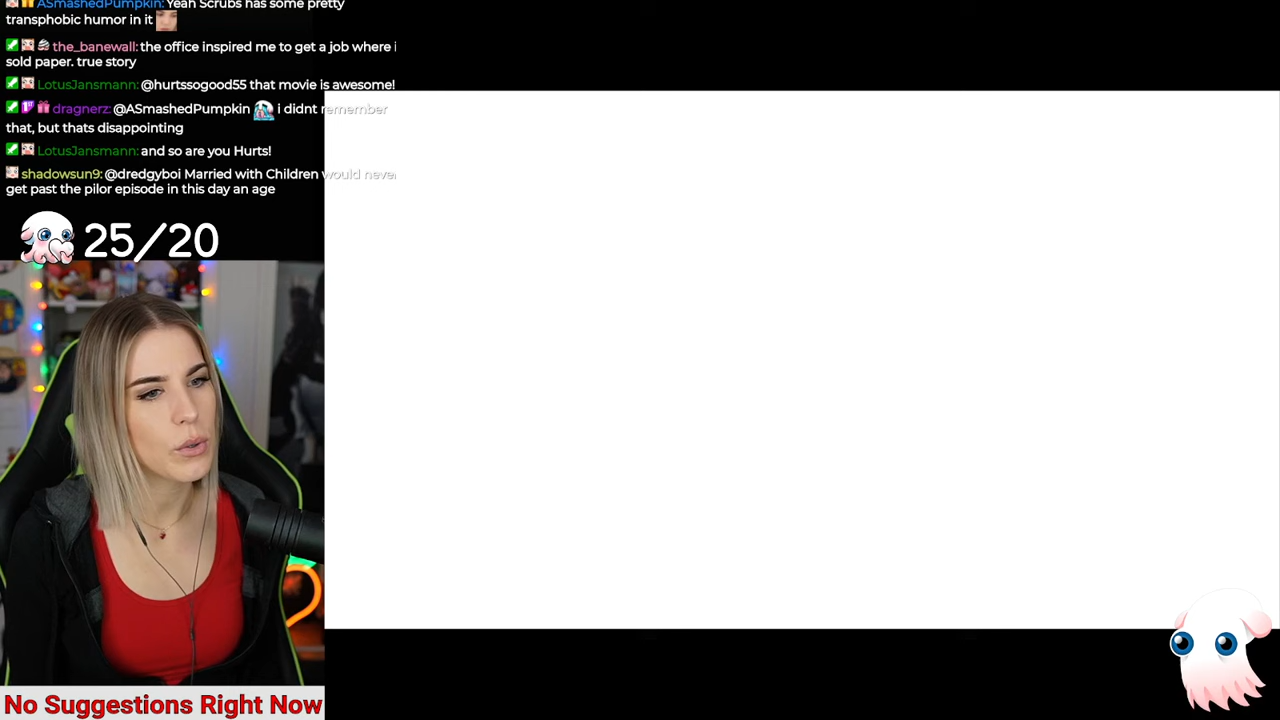 ASmashedPumpkin: Yeah Scrubs has some pretty
transphobic humor in it
the_banewall: the office inspired me to get a job where i
sold paper. true story
LotusJansmann: @hurtssogood55 that movie is awesome!
dragnerz: @ASmashedPumpkin i didnt remember
that, but thats disappointing
LotusJansmann: and so are you Hurts!
shadowsun9: @dredgyboi Married with Children would never
get past the pilor episode in this day an age
25/20
No Suggestions Right Now